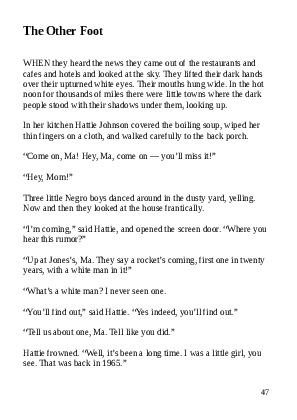 The Other Foot
WHEN they heard the news they came out of the restaurants and
cafes and hotels and looked at the sky. They lifted their dark hands
over their upturned white eyes. Their mouths hung wide. In the hot
noon for thousands of miles there were little towns where the dark
people stood with their shadows under them, looking up.
In her kitchen Hattie Johnson covered the boiling soup, wiped her
thin fingers on a cloth, and walked carefully to the back porch.
“Come on, Ma! Hey, Ma, come on — you’ll miss it!”
“Hey, Mom!”
Three little Negro boys danced around in the dusty yard, yelling.
Now and then they looked at the house frantically.
“I’m coming,” said Hattie, and opened the screen door. “Where you
hear this rumor?”
“Up at Jones’s, Ma. They say a rocket’s coming, first one in twenty
years, with a white man in it!”
“What’s a white man? I never seen one.
“You’ll find out,” said Hattie. “Yes indeed, you’ll find out.”
“Tell us about one, Ma. Tell like you did.”
Hattie frowned. “Well, it’s been a long time. I was a little girl, you
see. That was back in 1965.”
47